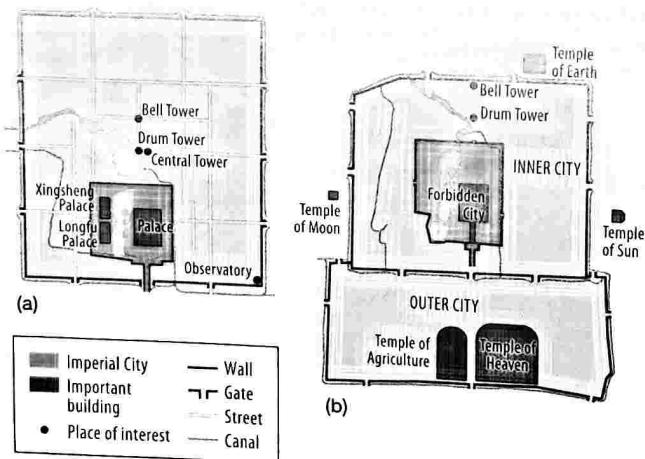 Bell Tower
Drum Tower
Central Tower
Xingsheng
Palace
Longfu
Palace
Palace
Observatory
(a)
Imperial City
Important
building
Place of interest
Wall
Gate
Street
Canal
Temple
of Earth
Bell Tower
Drum Tower
INNER CITY
Forbidden
City
Temple
of Moon
Temple
of Sun
OUTER CITY
Temple of
Agriculture
Temple of
Heaven
(b)